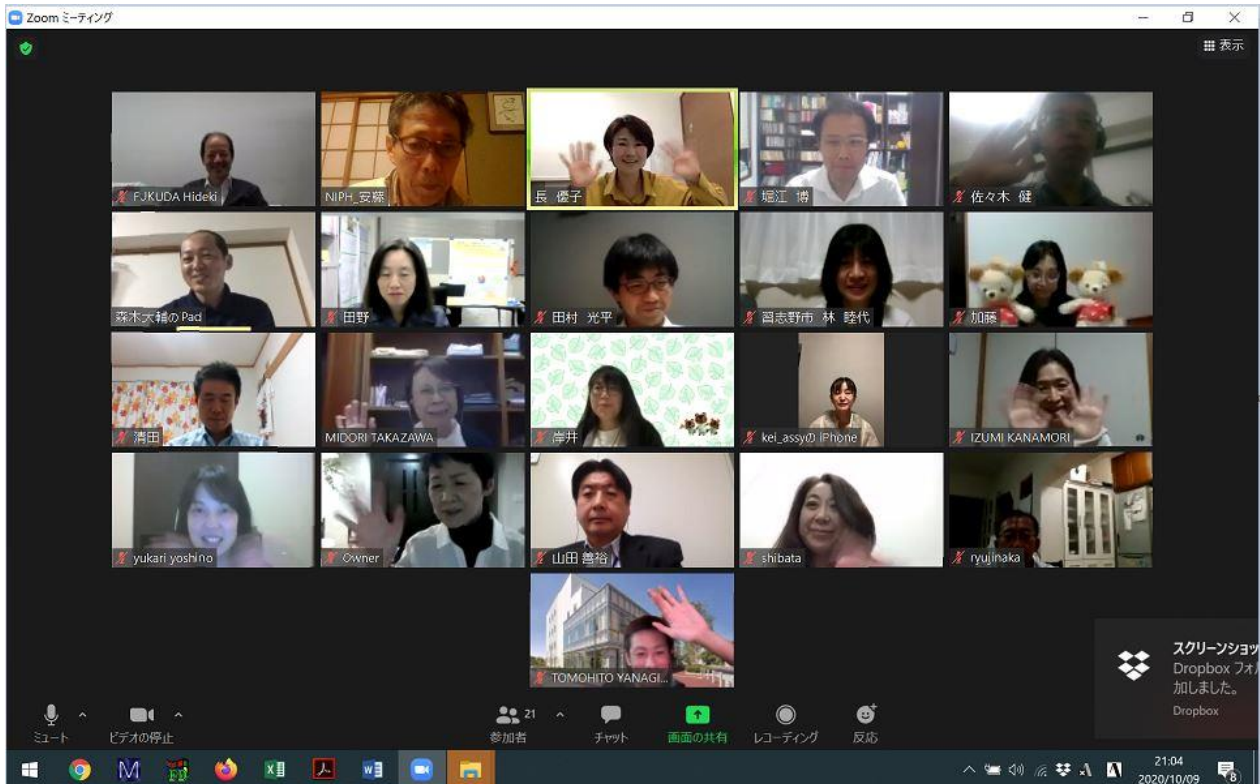 Zoom ミーティング
表示
FJKUDA Hideki
NIPH_安藤
長 優子
堀江 博
佐々木 健
森木大輔の Pad
田野
田村 光平
習志野市 林 睦代
加藤
清田
MIDORI TAKAZAWA
岸井
kei_assyの iPhone
IZUMI KANAMORI
yukari yoshino
Owner
山田 善裕
shibata
ryujinaka
TOMOHITO YANAGI...
スクリーンショッ
Dropbox フォル
加しました。
Dropbox
ミュート
ビデオの停止
21
参加者
チャット
画面の共有
レコーディング
反応
21:04
2020/10/09
8